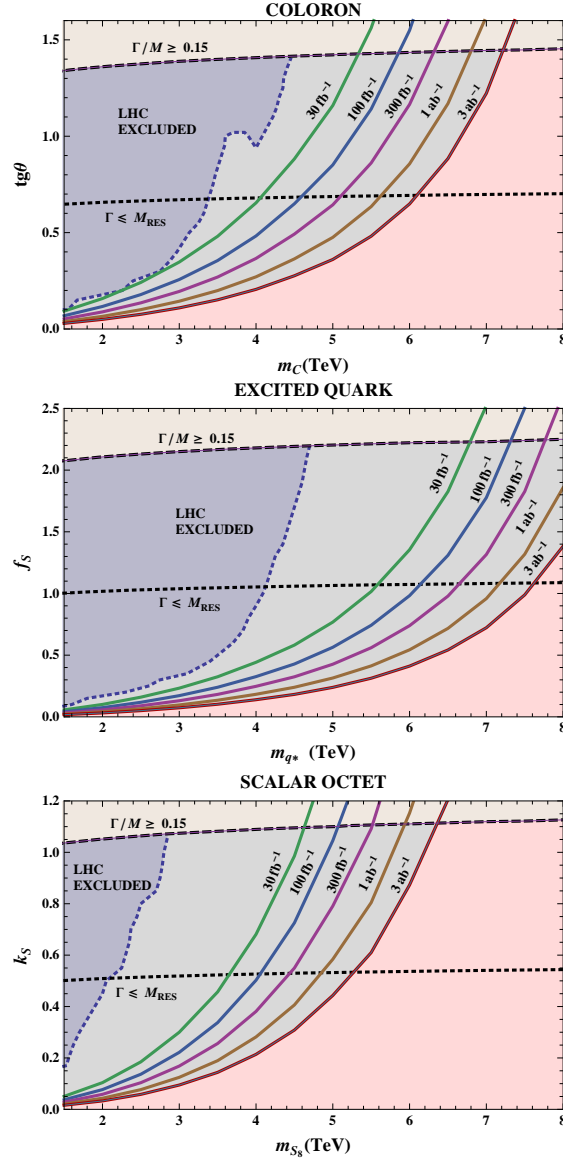 COLORON
Γ/M ≥ 0.15
LHC
EXCLUDED
30 fb⁻¹
100 fb⁻¹
300 fb⁻¹
1 ab⁻¹
3 ab⁻¹
Γ ≤ M_RES
tgθ
0.0
0.5
1.0
1.5
2 3 4 5 6 7 8
m_C(TeV)
EXCITED QUARK
Γ/M ≥ 0.15
LHC
EXCLUDED
30 fb⁻¹
100 fb⁻¹
300 fb⁻¹
1 ab⁻¹
3 ab⁻¹
Γ ≤ M_RES
f_S
0.0
0.5
1.0
1.5
2.0
2.5
2 3 4 5 6 7 8
m_q* (TeV)
SCALAR OCTET
Γ/M ≥ 0.15
LHC
EXCLUDED
30 fb⁻¹
100 fb⁻¹
300 fb⁻¹
1 ab⁻¹
3 ab⁻¹
Γ ≤ M_RES
k_S
0.0
0.2
0.4
0.6
0.8
1.0
1.2
2 3 4 5 6 7 8
m_S₈(TeV)